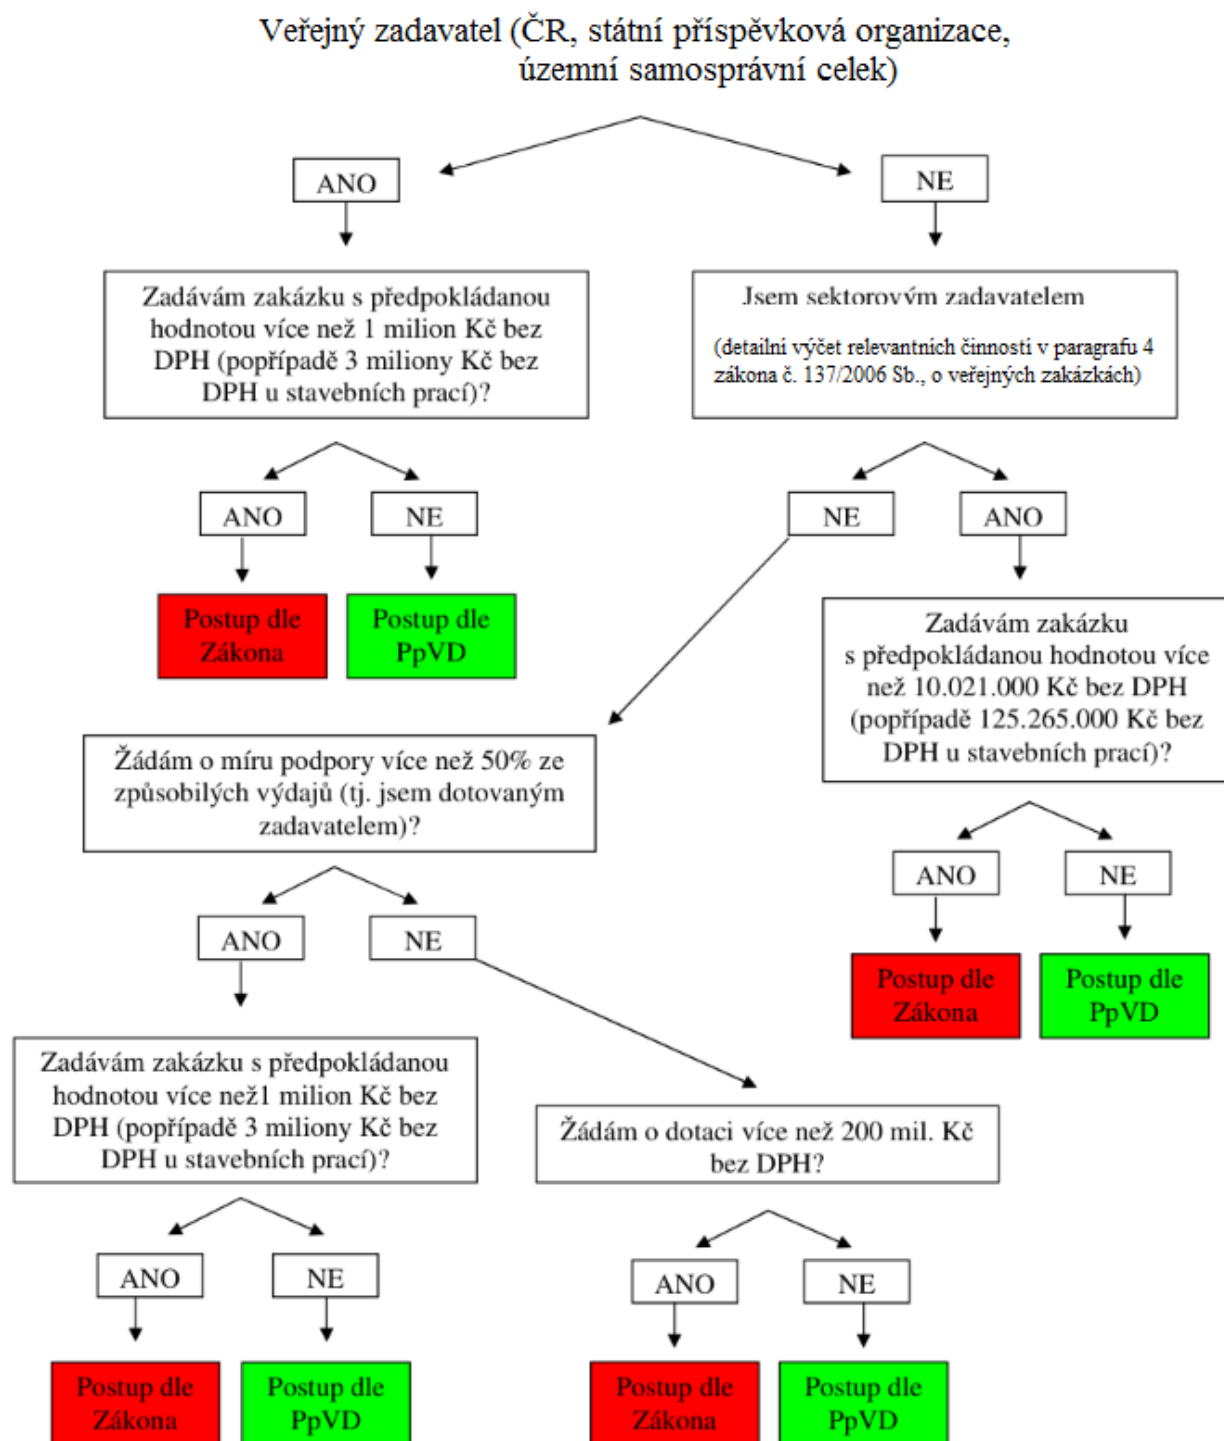 Veřejný zadavatel (ČR, státní příspěvková organizace,
územní samosprávní celek)
ANO
NE
Zadávám zakázku s předpokládanou
hodnotou více než 1 milion Kč bez
DPH (popřípadě 3 miliony Kč bez
DPH u stavebních prací)?
Jsem sektorovým zadavatelem
(detailní výčet relevantních činností v paragrafu 4
zákona č. 137/2006 Sb., o veřejných zakázkách)
ANO
NE
NE
ANO
Postup dle
Zákona
Postup dle
PpVD
Zadávám zakázku
s předpokládanou hodnotou více
než 10.021.000 Kč bez DPH
(popřípadě 125.265.000 Kč bez
DPH u stavebních prací)?
Žádám o míru podpory více než 50% ze
způsobilých výdajů (tj. jsem dotovaným
zadavatelem)?
ANO
NE
ANO
NE
Postup dle
Zákona
Postup dle
PpVD
Zadávám zakázku s předpokládanou
hodnotou více než1 milion Kč bez
DPH (popřípadě 3 miliony Kč bez
DPH u stavebních prací)?
Žádám o dotaci více než 200 mil. Kč
bez DPH?
ANO
NE
ANO
NE
Postup dle
Zákona
Postup dle
PpVD
Postup dle
Zákona
Postup dle
PpVD